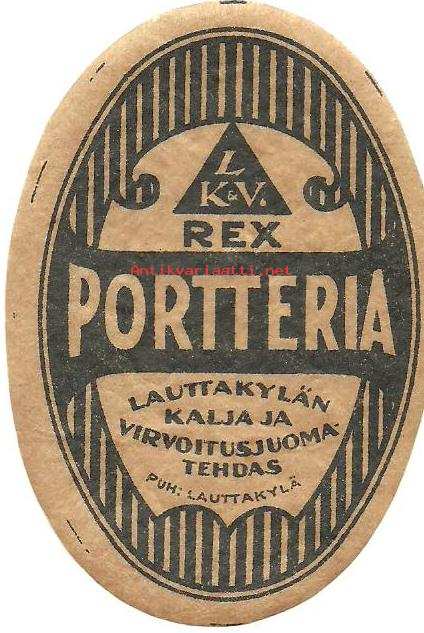 L
K&V.
REX
Antikvariaatti.net
PORTTERIA
LAUTTAKYLÄN
KALJA JA
VIRVOITUSJUOMA-
TEHDAS
PUH: LAUTTAKYLÄ